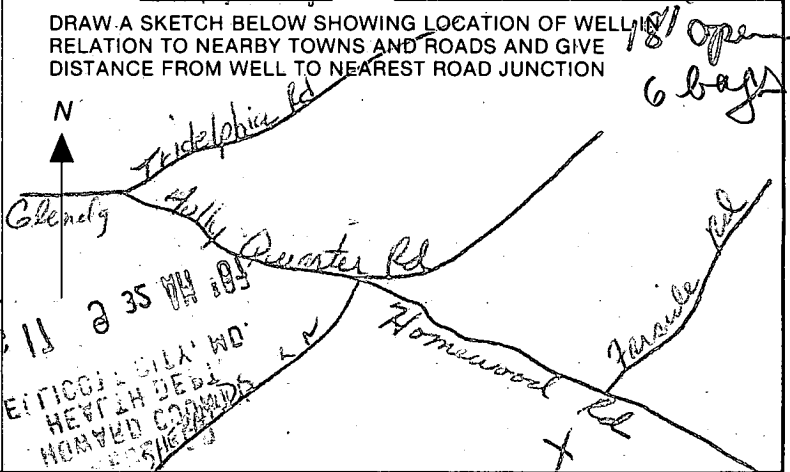 DRAW A SKETCH BELOW SHOWING LOCATION OF WELL IN
RELATION TO NEARBY TOWNS AND ROADS AND GIVE
DISTANCE FROM WELL TO NEAREST ROAD JUNCTION
181 open
6 bags
N
Tridelphia Rd
Glenelg
Folly Quarter Rd
Homewood Rd
Farside Rd
ELLICOTT CITY, MD.
HEALTH DEPT
HOWARD COUNTY
X